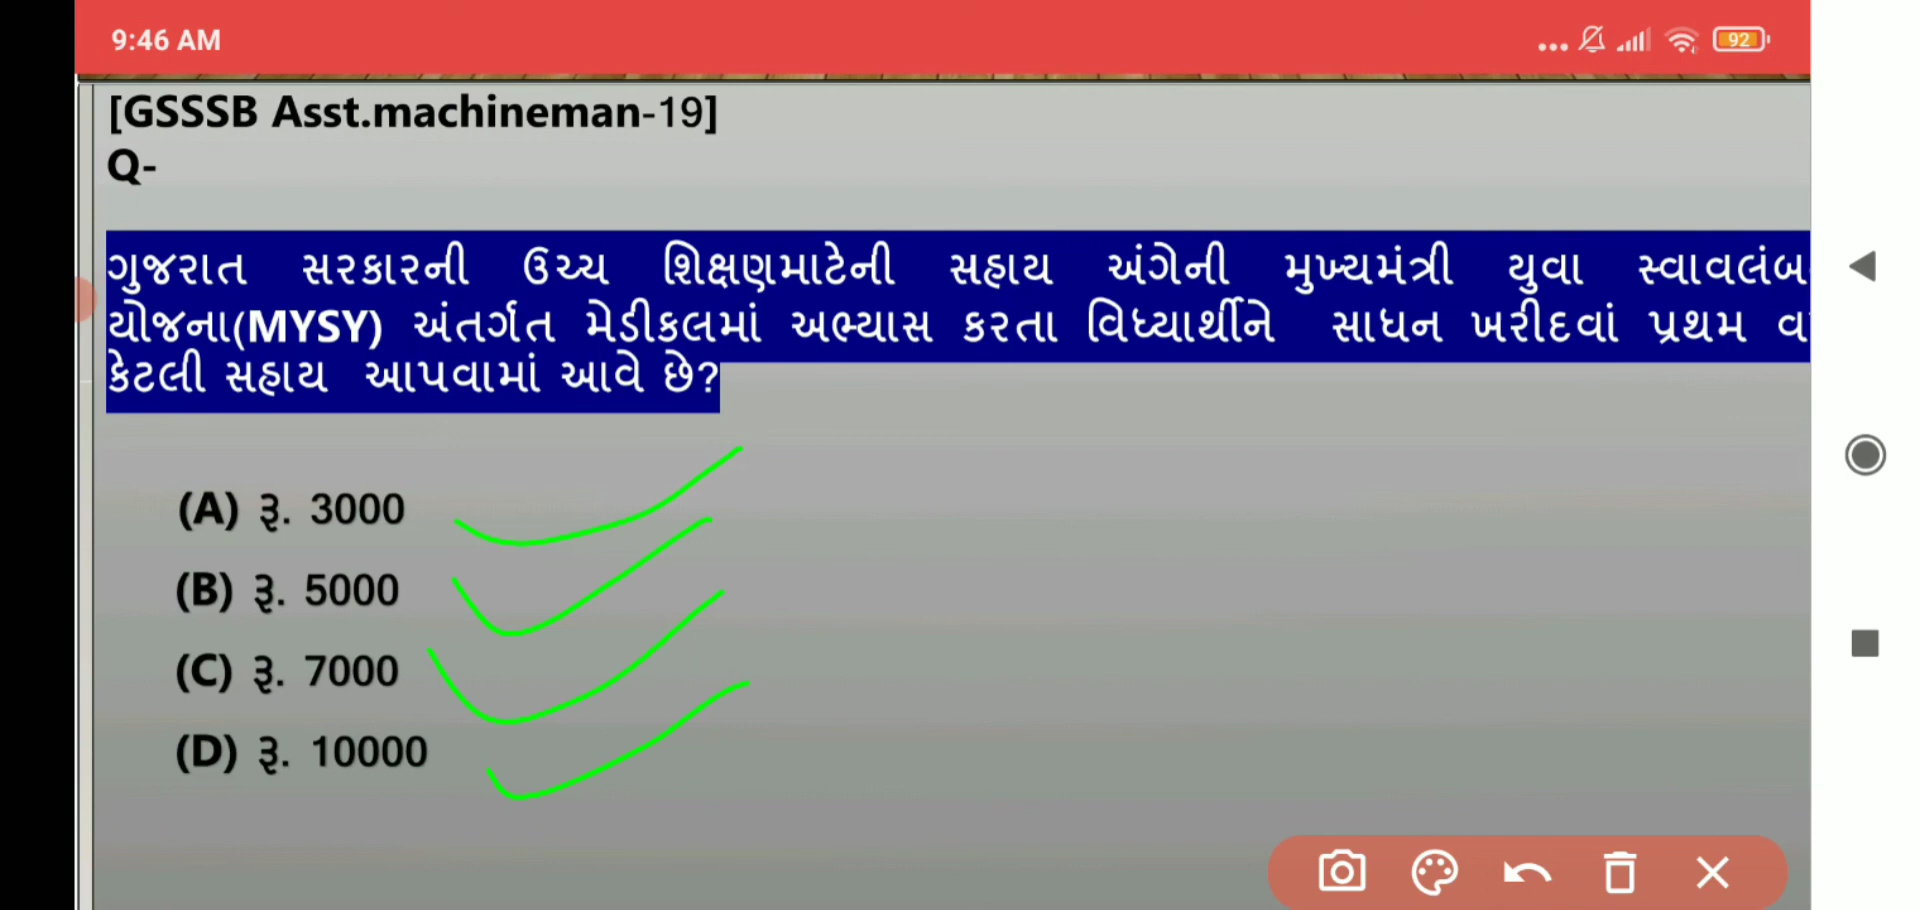 9:46 AM
92
[GSSSB Asst.machineman-19]
Q-
ગુજરાત સરકારની ઉચ્ચ શિક્ષણમાટેની સહાય અંગેની મુખ્યમંત્રી યુવા
યોજના(MYSY) અંતર્ગત મેડીકલમાં અભ્યાસ કરતા વિધ્યાર્થીને સાધન ખરીદવાં પ્રથમ
કેટલી સહાય આપવામાં આવે છે?
(A) રૂ. 3000
(B) રૂ. 5000
(C) રૂ. 7000
(D) રૂ. 10000